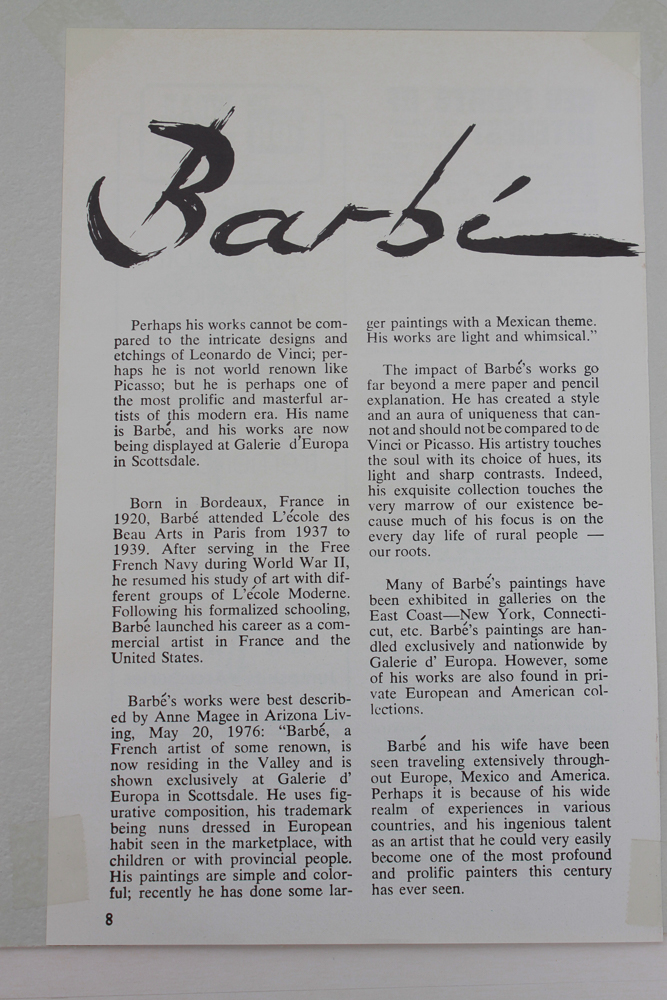 Barbé
Perhaps his works cannot be com-
pared to the intricate designs and
etchings of Leonardo de Vinci; per-
haps he is not world renown like
Picasso; but he is perhaps one of
the most prolific and masterful ar-
tists of this modern era. His name
is Barbé, and his works are now
being displayed at Galerie d'Europa
in Scottsdale.
Born in Bordeaux, France in
1920, Barbé attended L'école des
Beau Arts in Paris from 1937 to
1939. After serving in the Free
French Navy during World War II,
he resumed his study of art with dif-
ferent groups of L'école Moderne.
Following his formalized schooling,
Barbé launched his career as a com-
mercial artist in France and the
United States.
Barbé's works were best describ-
ed by Anne Magee in Arizona Liv-
ing, May 20, 1976: "Barbé, a
French artist of some renown, is
now residing in the Valley and is
shown exclusively at Galerie d'
Europa in Scottsdale. He uses fig-
urative composition, his trademark
being nuns dressed in European
habit seen in the marketplace, with
children or with provincial people.
His paintings are simple and color-
ful; recently he has done some lar-
ger paintings with a Mexican theme.
His works are light and whimsical."
The impact of Barbé's works go
far beyond a mere paper and pencil
explanation. He has created a style
and an aura of uniqueness that can-
not and should not be compared to de
Vinci or Picasso. His artistry touches
the soul with its choice of hues, its
light and sharp contrasts. Indeed,
his exquisite collection touches the
very marrow of our existence be-
cause much of his focus is on the
every day life of rural people —
our roots.
Many of Barbé's paintings have
been exhibited in galleries on the
East Coast—New York, Connecti-
cut, etc. Barbé's paintings are han-
dled exclusively and nationwide by
Galerie d' Europa. However, some
of his works are also found in pri-
vate European and American col-
lections.
Barbé and his wife have been
seen traveling extensively through-
out Europe, Mexico and America.
Perhaps it is because of his wide
realm of experiences in various
countries, and his ingenious talent
as an artist that he could very easily
become one of the most profound
and prolific painters this century
has ever seen.
8